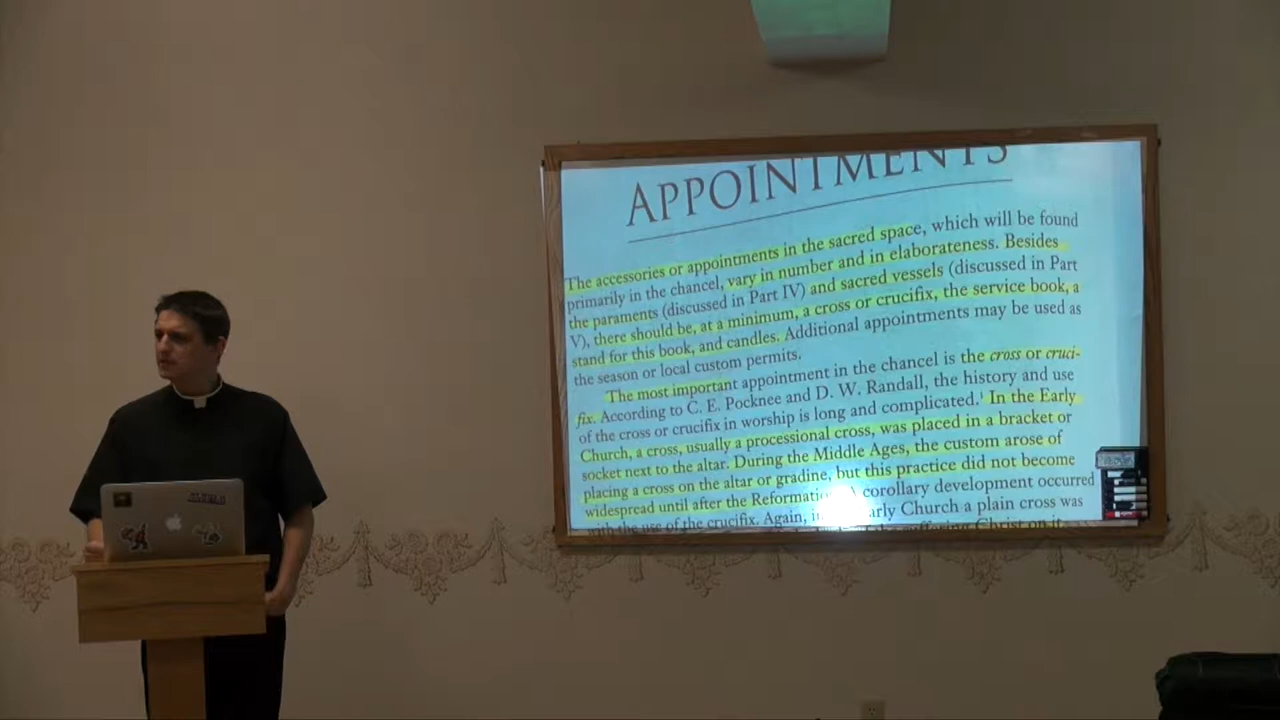 APPOINTMENTS
The accessories or appointments in the sacred space, which will be found
primarily in the chancel, vary in number and in elaborateness. Besides
the paraments (discussed in Part IV) and sacred vessels (discussed in Part
V), there should be, at a minimum, a cross or crucifix, the service book, a
stand for this book, and candles. Additional appointments may be used as
the season or local custom permits.
The most important appointment in the chancel is the cross or cruci-
fix. According to C. E. Pocknee and D. W. Randall, the history and use
of the cross or crucifix in worship is long and complicated.¹ In the Early
Church, a cross, usually a processional cross, was placed in a bracket or
socket next to the altar. During the Middle Ages, the custom arose of
placing a cross on the altar or gradine, but this practice did not become
widespread until after the corollary development occurred
with the use of the crucifix. Again, Church a plain cross was
Christ on it